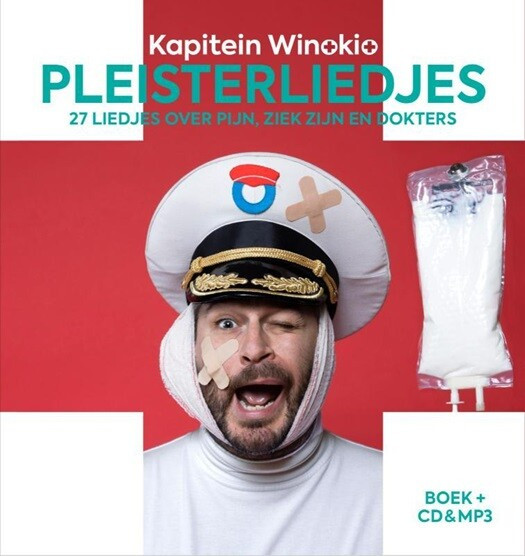 Kapitein Winokio
PLEISTERLIEDJES
27 LIEDJES OVER PIJN, ZIEK ZIJN EN DOKTERS
BOEK +
CD & MP3